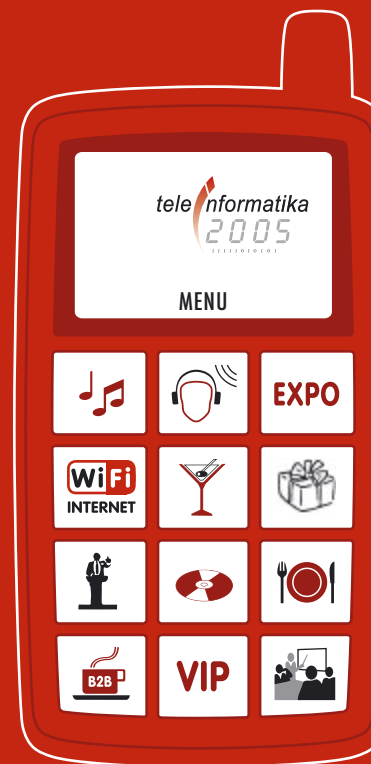 tele informatika
2005
MENU
EXPO
WiFi
INTERNET
B2B
VIP